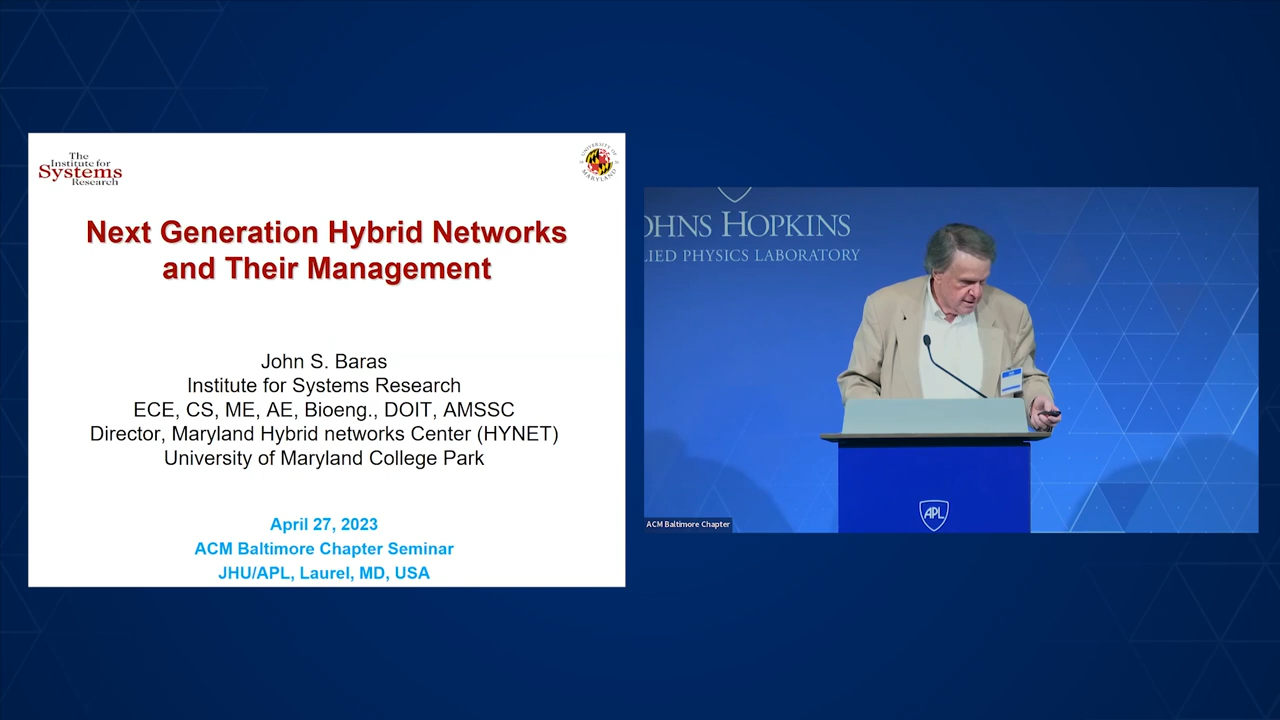 The
Institute for
Systems
Research
UNIVERSITY OF
MARYLAND
Next Generation Hybrid Networks
and Their Management
John S. Baras
Institute for Systems Research
ECE, CS, ME, AE, Bioeng., DOIT, AMSSC
Director, Maryland Hybrid networks Center (HYNET)
University of Maryland College Park
April 27, 2023
ACM Baltimore Chapter Seminar
JHU/APL, Laurel, MD, USA
OHNS HOPKINS
LIED PHYSICS LABORATORY
APL
ACM Baltimore Chapter